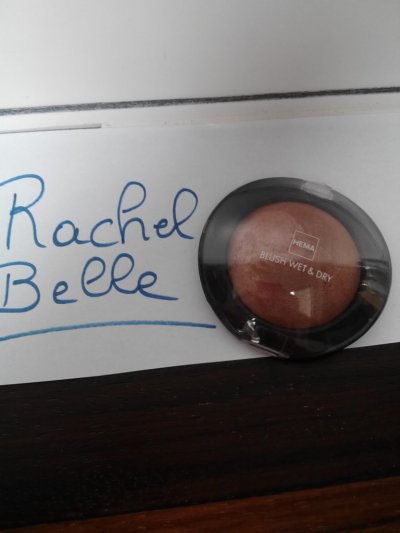 Rachel
Belle
HEMA
BLUSH WET & DRY